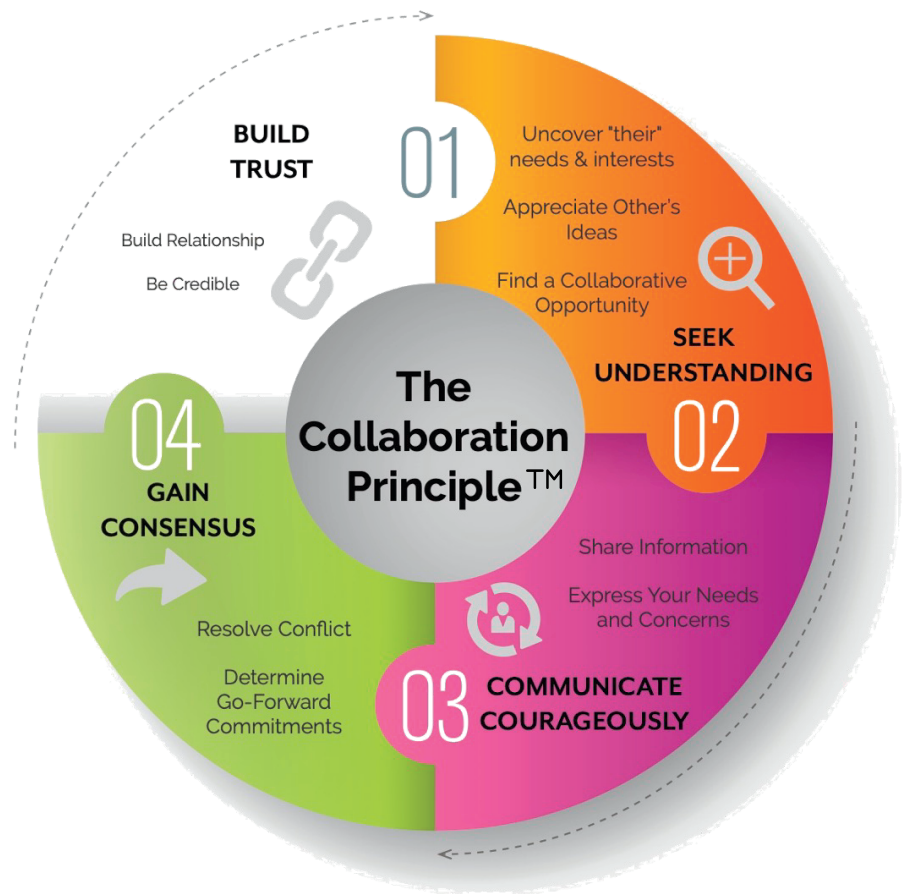 BUILD
TRUST
Build Relationship
Be Credible
01
Uncover "their"
needs & interests
Appreciate Other's
Ideas
Find a Collaborative
Opportunity
SEEK
UNDERSTANDING
02
Share Information
Express Your Needs
and Concerns
COMMUNICATE
COURAGEOUSLY
03
04
GAIN
CONSENSUS
Resolve Conflict
Determine
Go-Forward
Commitments
The
Collaboration
Principle™